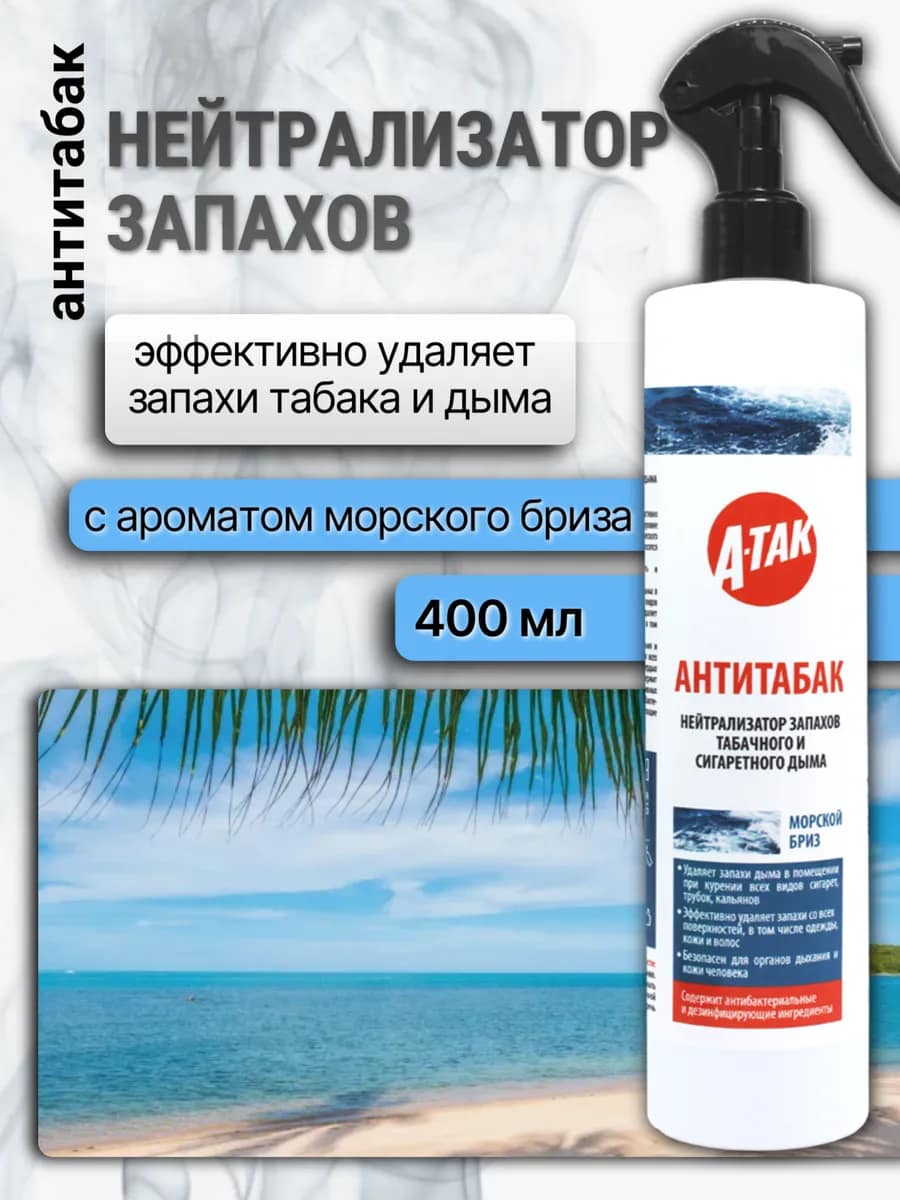 антитабак
НЕЙТРАЛИЗАТОР
ЗАПАХОВ
эффективно удаляет
запахи табака и дыма
с ароматом морского бриза
400 мл
А-ТАК
АНТИТАБАК
НЕЙТРАЛИЗАТОР ЗАПАХОВ
ТАБАЧНОГО И
СИГАРЕТНОГО ДЫМА
МОРСКОЙ
БРИЗ
• Удаляет запахи дыма в помещении
при курении всех видов сигарет,
трубок, кальянов
• Эффективно удаляет запахи со всех
поверхностей, в том числе одежды,
кожи и волос
• Безопасен для органов дыхания и
кожи человека
Содержит антибактериальные
и дезинфицирующие ингредиенты